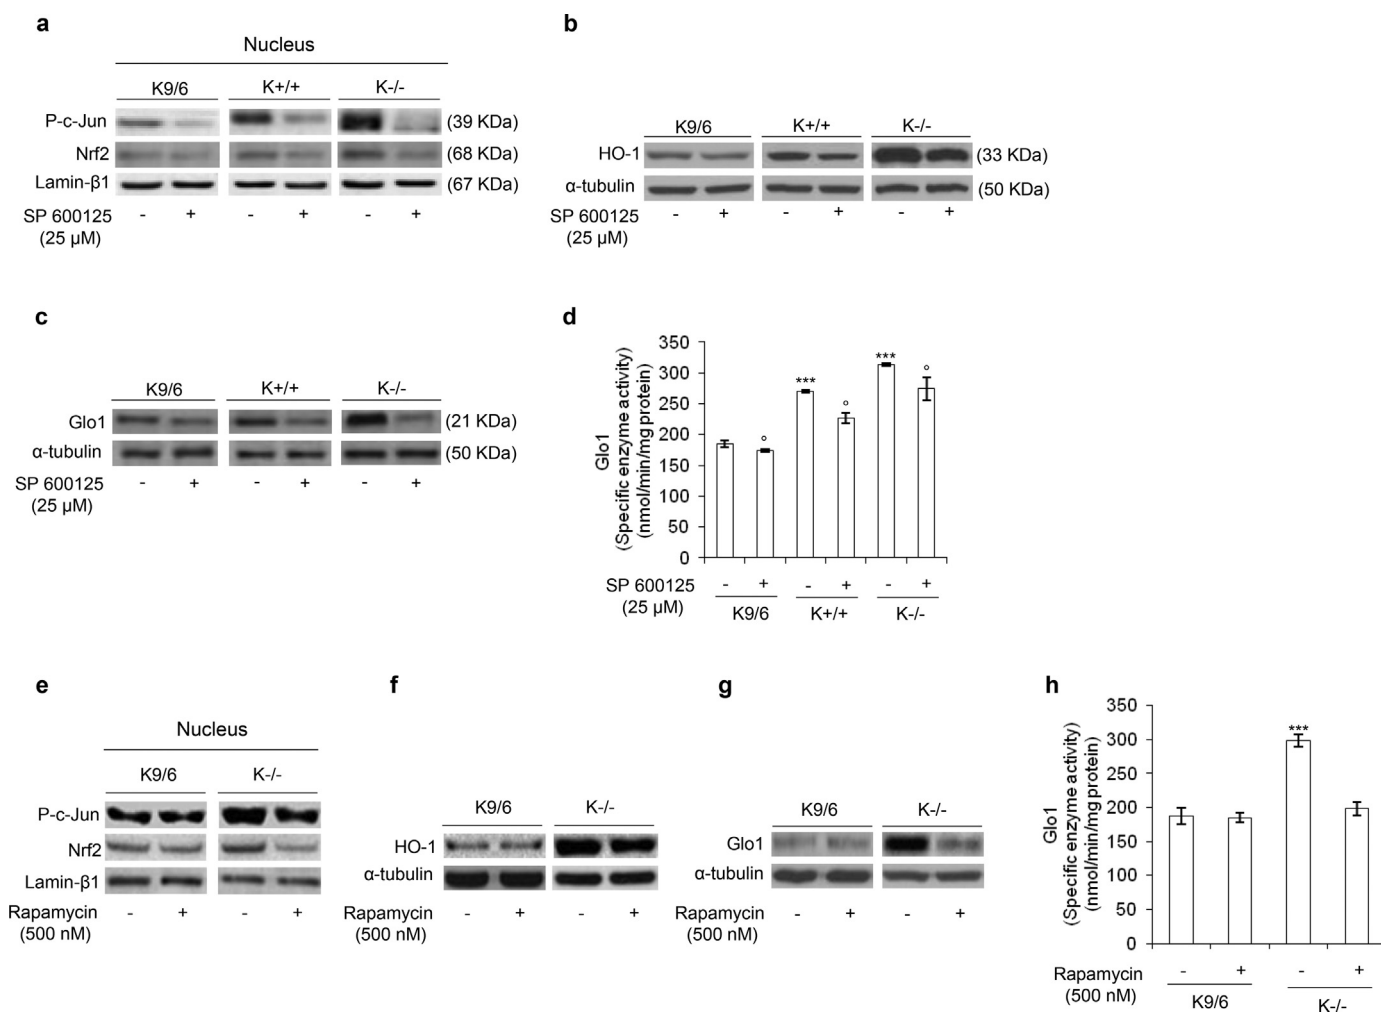 a
Nucleus
K9/6 K+/+ K-/-
P-c-Jun (39 KDa)
Nrf2 (68 KDa)
Lamin-β1 (67 KDa)
SP 600125 - + - + - +
(25 µM)
b
K9/6 K+/+ K-/-
HO-1 (33 KDa)
α-tubulin (50 KDa)
SP 600125 - + - + - +
(25 µM)
c
K9/6 K+/+ K-/-
Glo1 (21 KDa)
α-tubulin (50 KDa)
SP 600125 - + - + - +
(25 µM)
d
Glo1
(Specific enzyme activity)
(nmol/min/mg protein)
350
300
250
200
150
100
50
0
*** ***
° ° °
SP 600125 - + - + - +
(25 µM)
K9/6 K+/+ K-/-
e
Nucleus
K9/6 K-/-
P-c-Jun
Nrf2
Lamin-β1
Rapamycin - + - +
(500 nM)
f
K9/6 K-/-
HO-1
α-tubulin
Rapamycin - + - +
(500 nM)
g
K9/6 K-/-
Glo1
α-tubulin
Rapamycin - + - +
(500 nM)
h
Glo1
(Specific enzyme activity)
(nmol/min/mg protein)
350
300
250
200
150
100
50
0
***
Rapamycin - + - +
(500 nM)
K9/6 K-/-